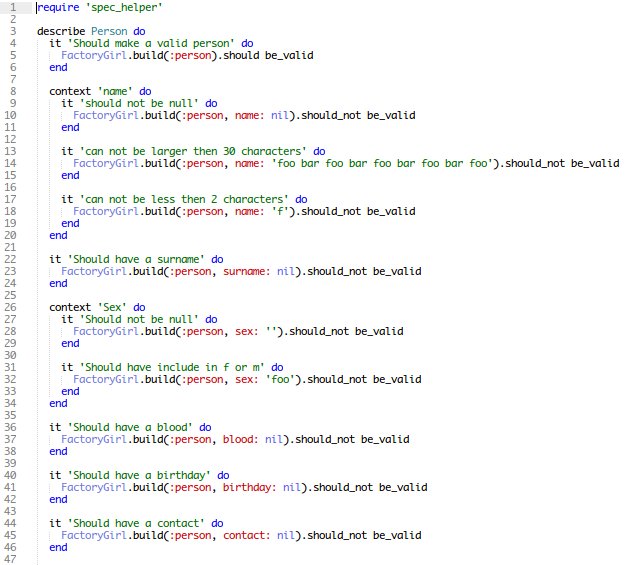 1 require 'spec_helper'
2
3 describe Person do
4   it 'Should make a valid person' do
5     FactoryGirl.build(:person).should be_valid
6   end
7
8   context 'name' do
9     it 'should not be null' do
10       FactoryGirl.build(:person, name: nil).should_not be_valid
11     end
12
13     it 'can not be larger then 30 characters' do
14       FactoryGirl.build(:person, name: 'foo bar foo bar foo bar foo bar foo').should_not be_valid
15     end
16
17     it 'can not be less then 2 characters' do
18       FactoryGirl.build(:person, name: 'f').should_not be_valid
19     end
20   end
21
22   it 'Should have a surname' do
23     FactoryGirl.build(:person, surname: nil).should_not be_valid
24   end
25
26   context 'Sex' do
27     it 'Should not be null' do
28       FactoryGirl.build(:person, sex: '').should_not be_valid
29     end
30
31     it 'Should have include in f or m' do
32       FactoryGirl.build(:person, sex: 'foo').should_not be_valid
33     end
34   end
35
36   it 'Should have a blood' do
37     FactoryGirl.build(:person, blood: nil).should_not be_valid
38   end
39
40   it 'Should have a birthday' do
41     FactoryGirl.build(:person, birthday: nil).should_not be_valid
42   end
43
44   it 'Should have a contact' do
45     FactoryGirl.build(:person, contact: nil).should_not be_valid
46   end
47